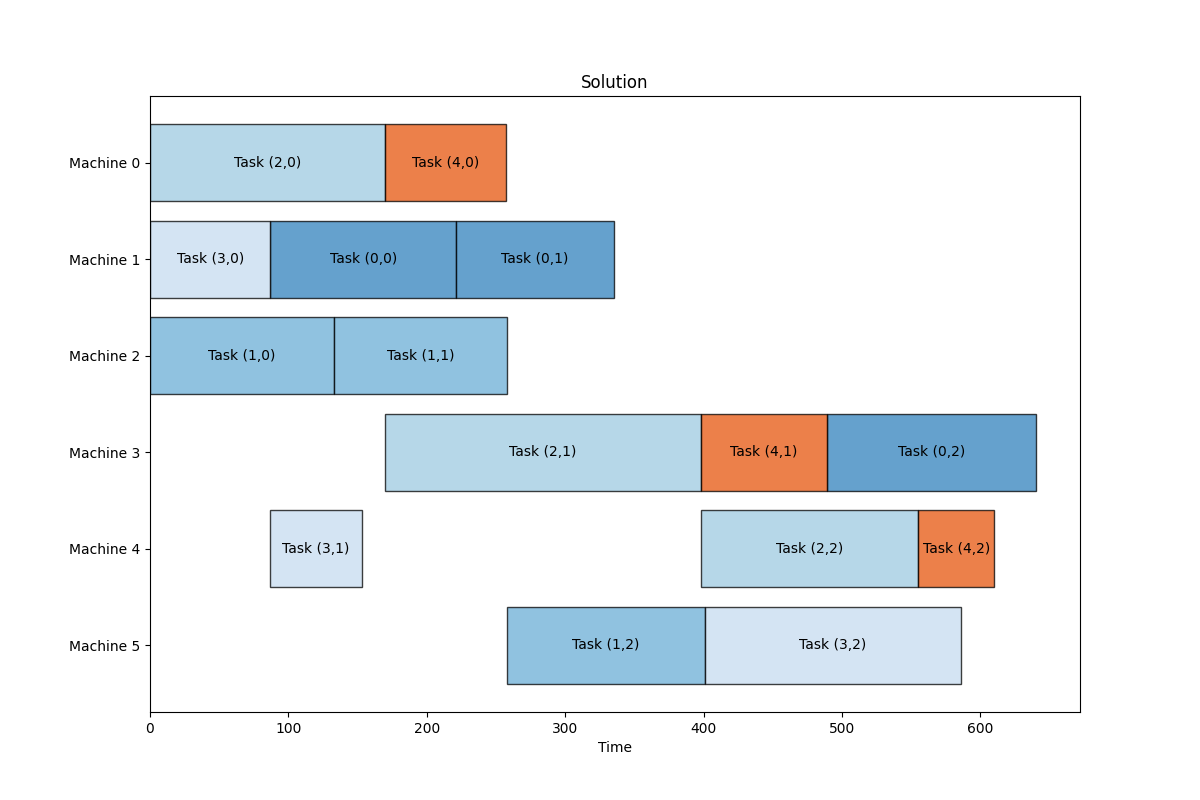 Solution
Machine 0
Task (2,0)
Task (4,0)
Machine 1
Task (3,0)
Task (0,0)
Task (0,1)
Machine 2
Task (1,0)
Task (1,1)
Machine 3
Task (2,1)
Task (4,1)
Task (0,2)
Machine 4
Task (3,1)
Task (2,2)
Task (4,2)
Machine 5
Task (1,2)
Task (3,2)
0 100 200 300 400 500 600
Time